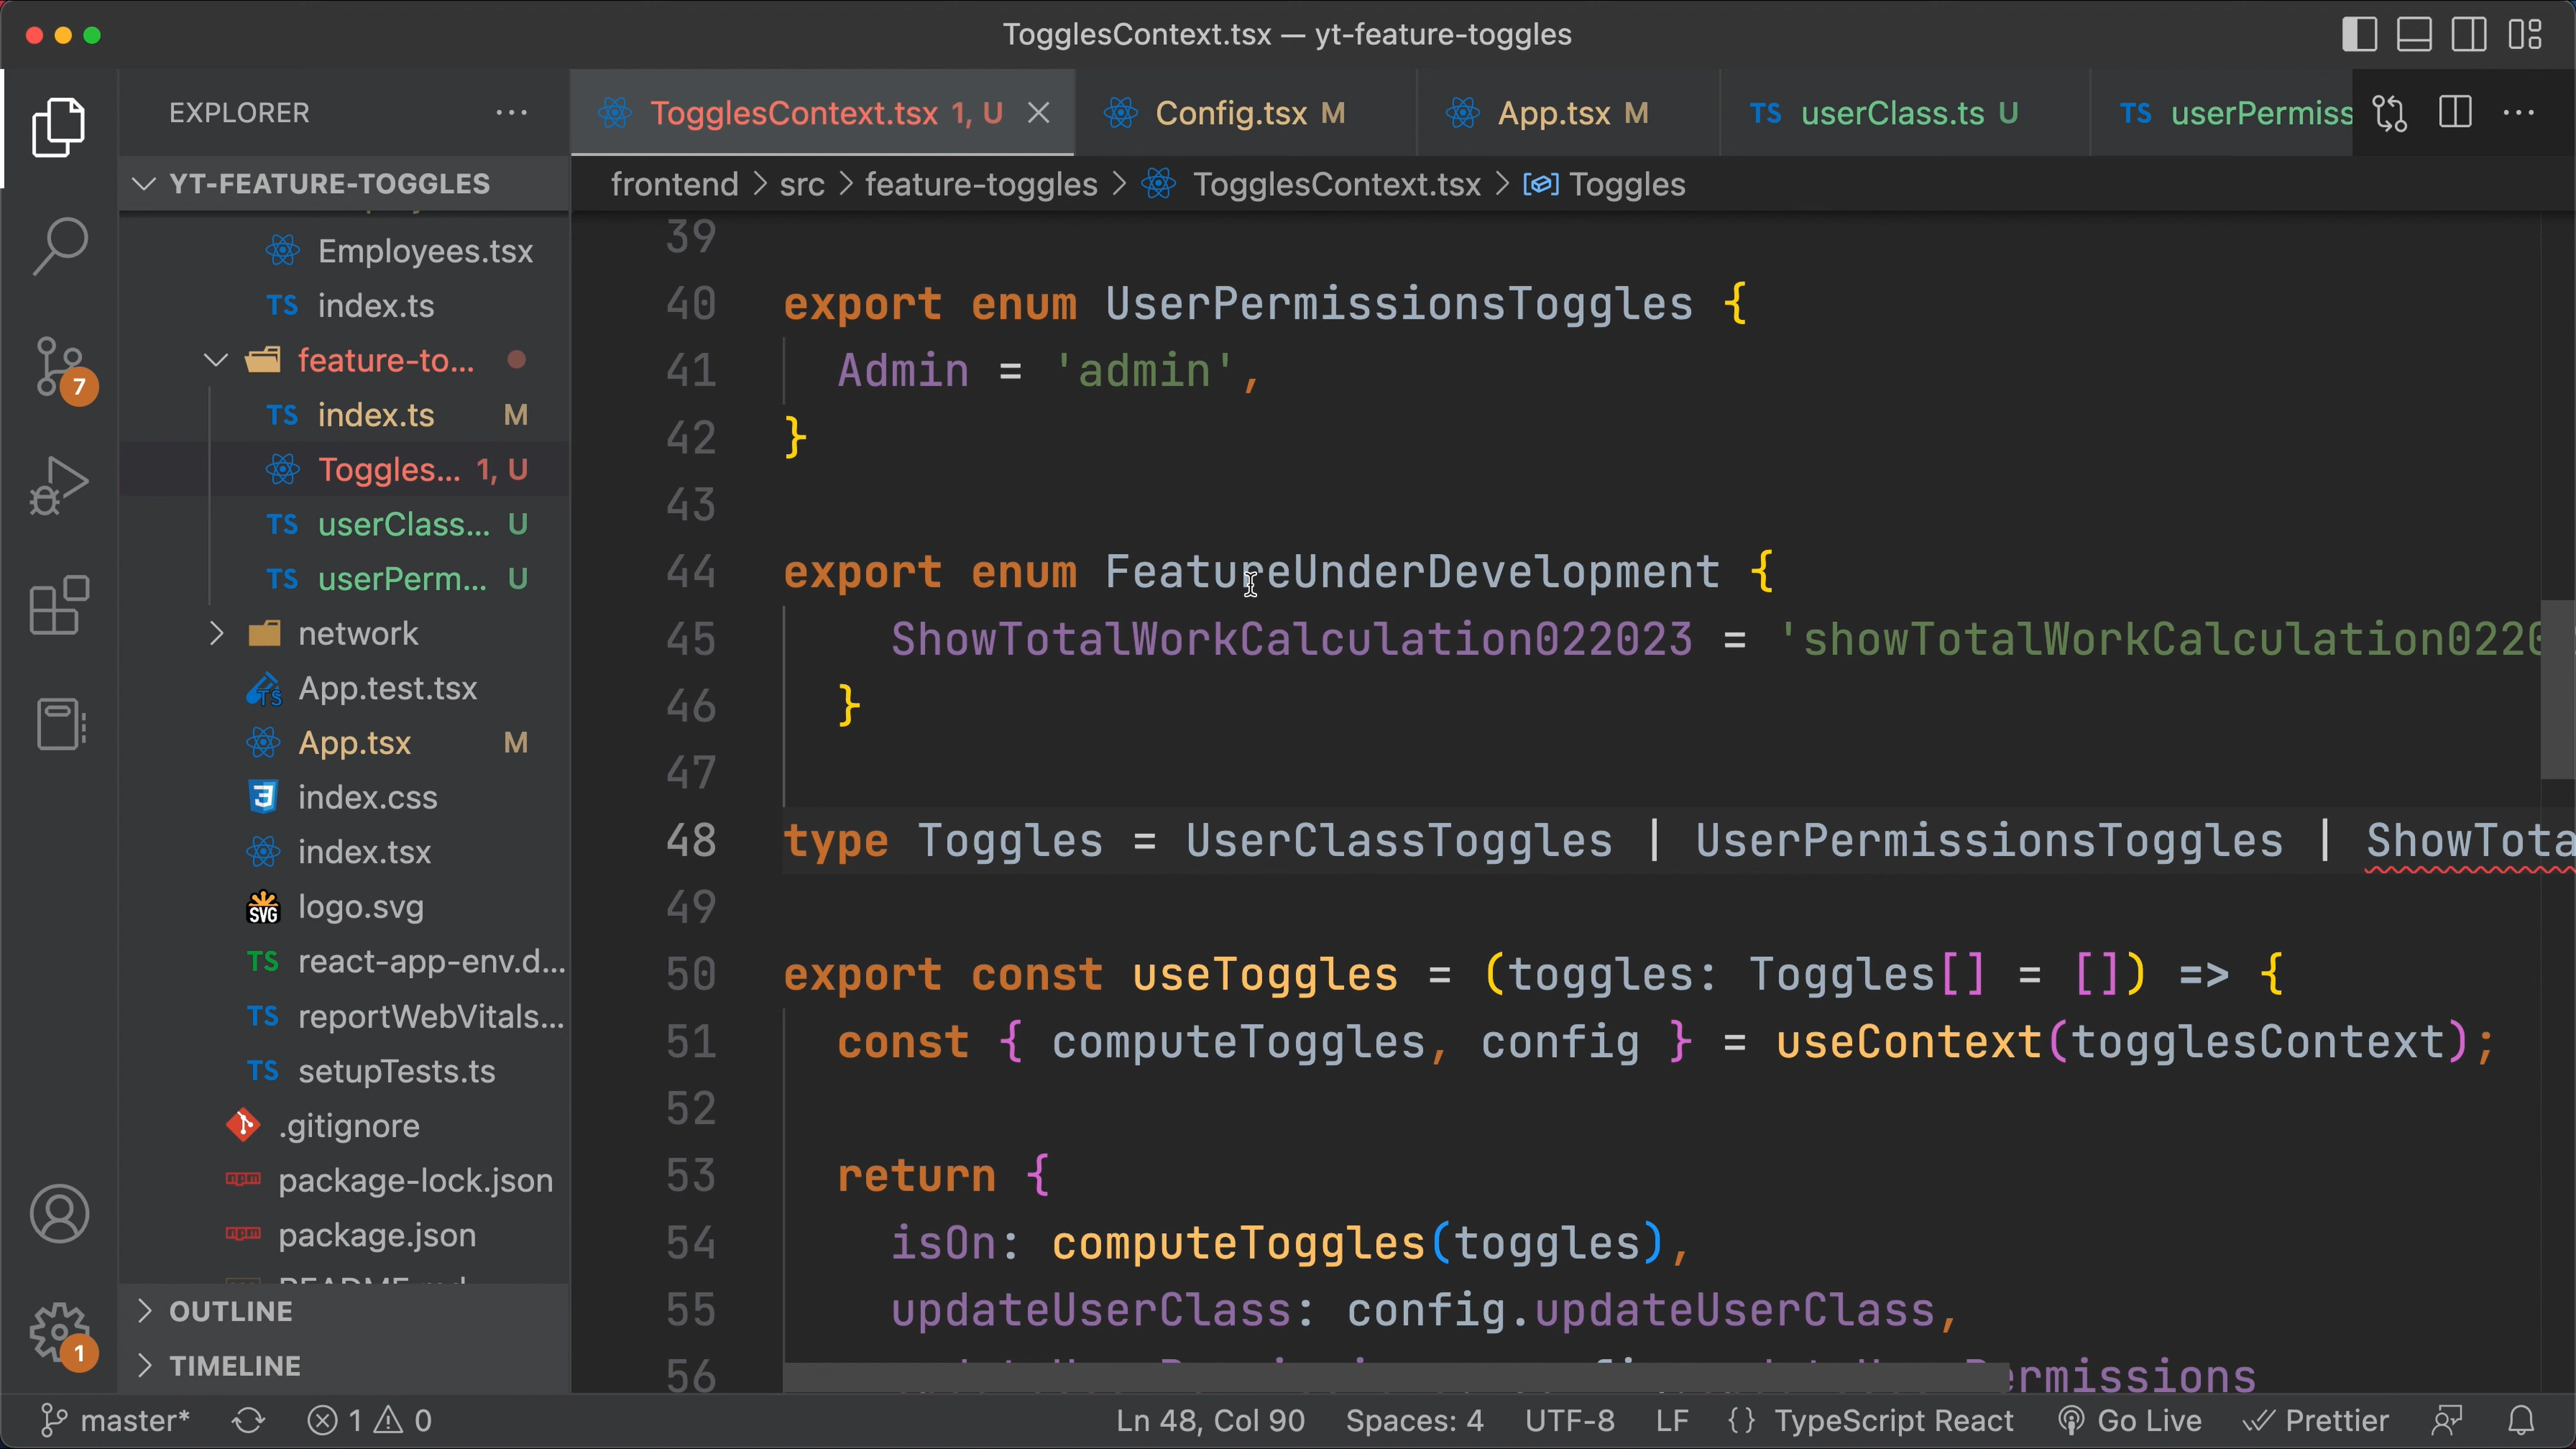 TogglesContext.tsx — yt-feature-toggles
EXPLORER
TogglesContext.tsx 1, U
Config.tsx M
App.tsx M
TS userClass.ts U
TS userPermiss
YT-FEATURE-TOGGLES
frontend > src > feature-toggles > TogglesContext.tsx > Toggles
Employees.tsx
TS index.ts
feature-to...
TS index.ts M
Toggles... 1, U
TS userClass... U
TS userPerm... U
network
App.test.tsx
App.tsx M
index.css
index.tsx
logo.svg
TS react-app-env.d...
TS reportWebVitals...
TS setupTests.ts
.gitignore
package-lock.json
package.json
OUTLINE
TIMELINE
7
1
39
40 export enum UserPermissionsToggles {
41 Admin = 'admin',
42 }
43
44 export enum FeatureUnderDevelopment {
45 ShowTotalWorkCalculation022023 = 'showTotalWorkCalculation022
46 }
47
48 type Toggles = UserClassToggles | UserPermissionsToggles | ShowTota
49
50 export const useToggles = (toggles: Toggles[] = []) => {
51 const { computeToggles, config } = useContext(togglesContext);
52
53 return {
54 isOn: computeToggles(toggles),
55 updateUserClass: config.updateUserClass,
56 ermissions
master* 1 0 Ln 48, Col 90 Spaces: 4 UTF-8 LF {} TypeScript React Go Live Prettier